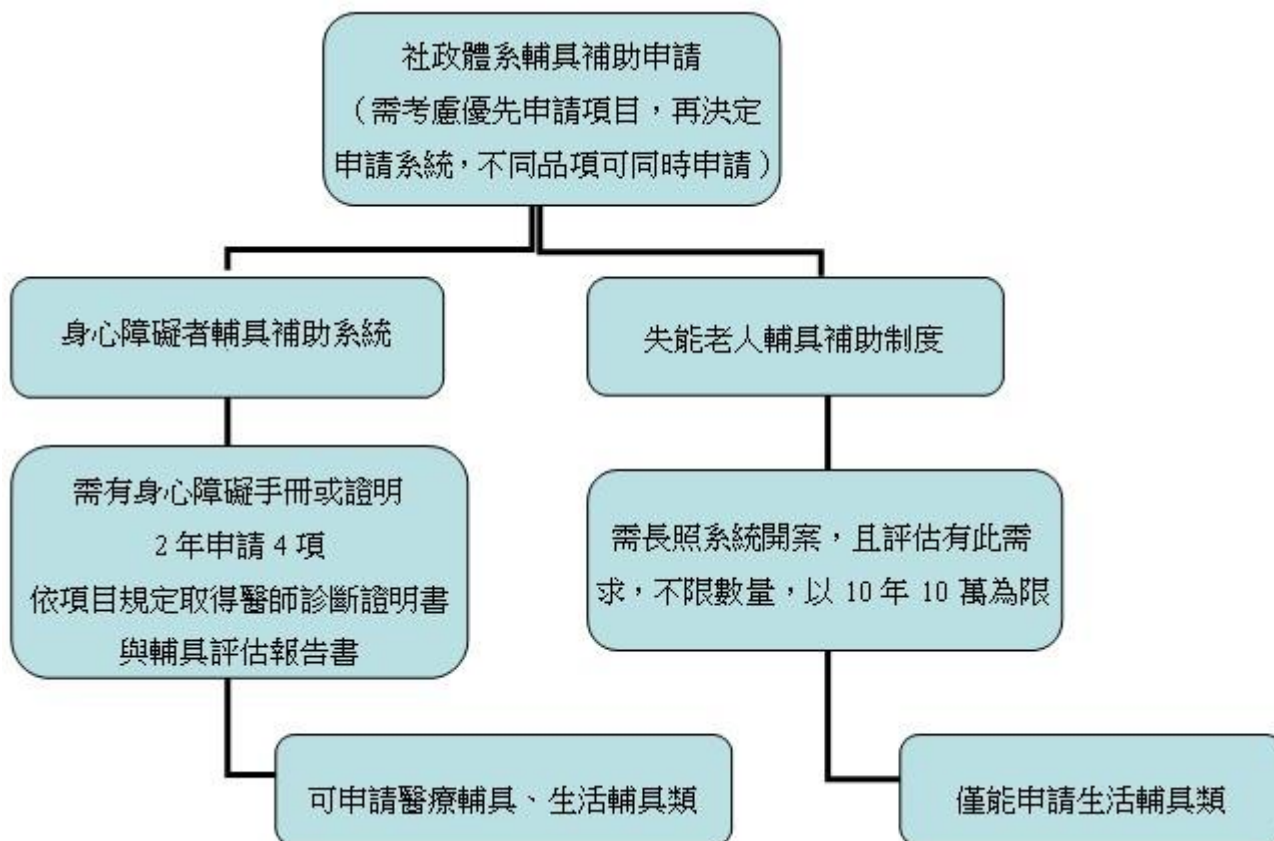 社政體系輔具補助申請
（需考慮優先申請項目，再決定
申請系統，不同品項可同時申請）
身心障礙者輔具補助系統
失能老人輔具補助制度
需有身心障礙手冊或證明
2 年申請 4 項
依項目規定取得醫師診斷證明書
與輔具評估報告書
需長照系統開案，且評估有此需
求，不限數量，以 10 年 10 萬為限
可申請醫療輔具、生活輔具類
僅能申請生活輔具類